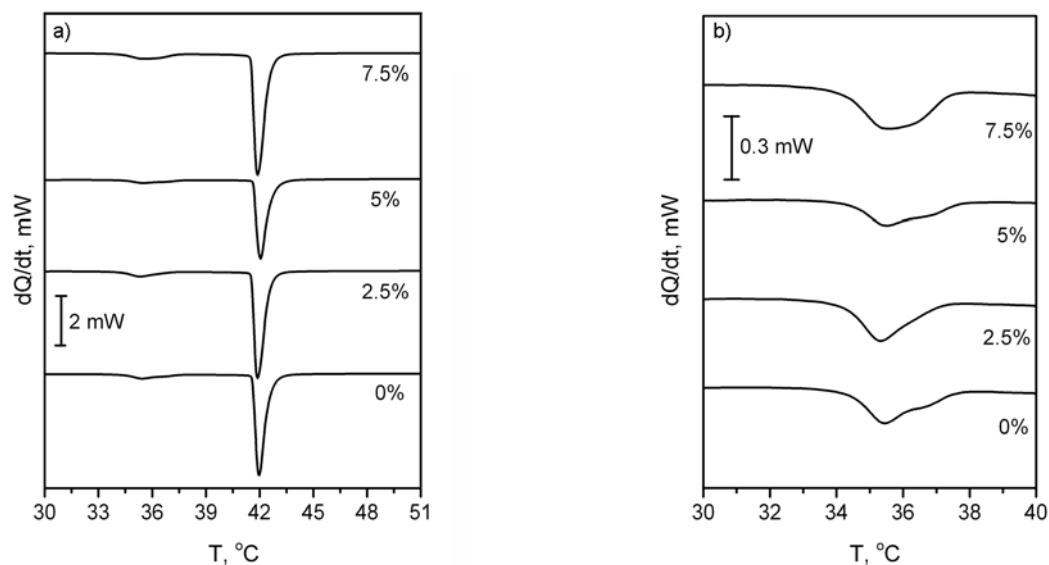 a)
7.5%
5%
2.5%
2 mW
0%
dQ/dt, mW
30 33 36 39 42 45 48 51
T, °C
b)
7.5%
0.3 mW
5%
2.5%
0%
dQ/dt, mW
30 32 34 36 38 40
T, °C